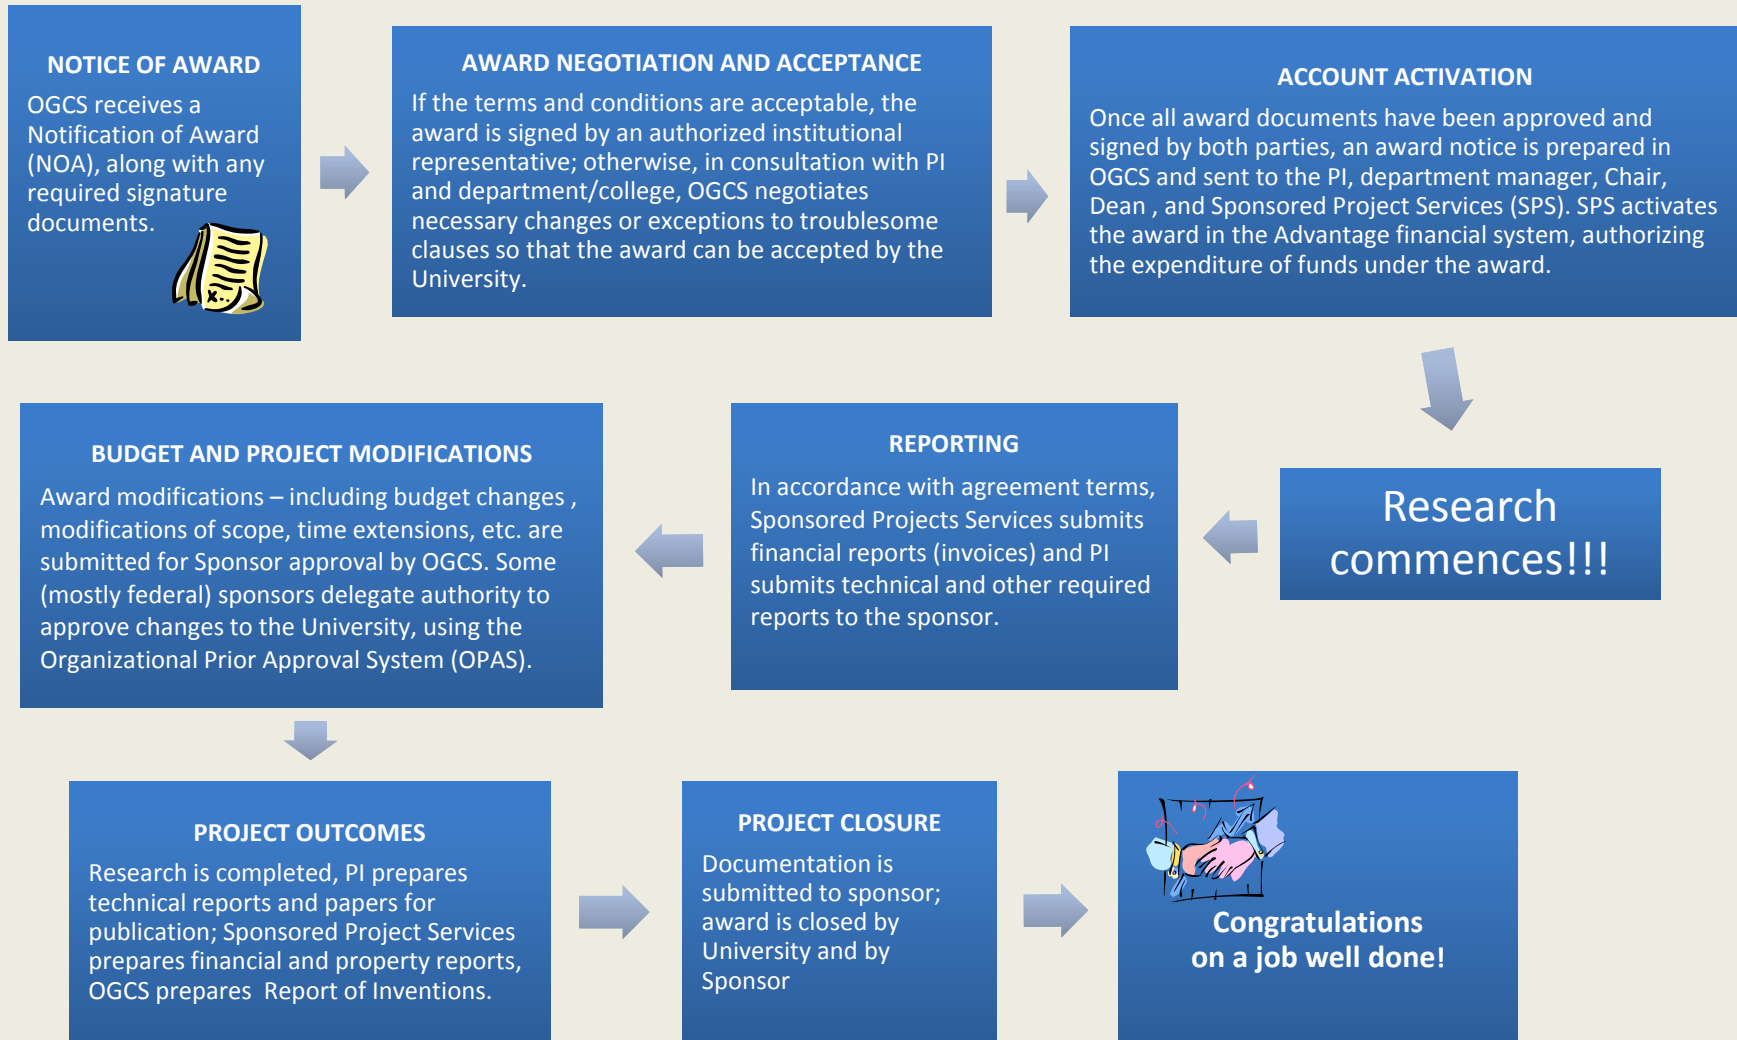 NOTICE OF AWARD
OGCS receives a
Notification of Award
(NOA), along with any
required signature
documents.
x...
AWARD NEGOTIATION AND ACCEPTANCE
If the terms and conditions are acceptable, the
award is signed by an authorized institutional
representative; otherwise, in consultation with PI
and department/college, OGCS negotiates
necessary changes or exceptions to troublesome
clauses so that the award can be accepted by the
University.
ACCOUNT ACTIVATION
Once all award documents have been approved and
signed by both parties, an award notice is prepared in
OGCS and sent to the PI, department manager, Chair,
Dean , and Sponsored Project Services (SPS). SPS activates
the award in the Advantage financial system, authorizing
the expenditure of funds under the award.
Research
commences!!!
REPORTING
In accordance with agreement terms,
Sponsored Projects Services submits
financial reports (invoices) and PI
submits technical and other required
reports to the sponsor.
BUDGET AND PROJECT MODIFICATIONS
Award modifications – including budget changes ,
modifications of scope, time extensions, etc. are
submitted for Sponsor approval by OGCS. Some
(mostly federal) sponsors delegate authority to
approve changes to the University, using the
Organizational Prior Approval System (OPAS).
PROJECT OUTCOMES
Research is completed, PI prepares
technical reports and papers for
publication; Sponsored Project Services
prepares financial and property reports,
OGCS prepares  Report of Inventions.
PROJECT CLOSURE
Documentation is
submitted to sponsor;
award is closed by
University and by
Sponsor
Congratulations
on a job well done!